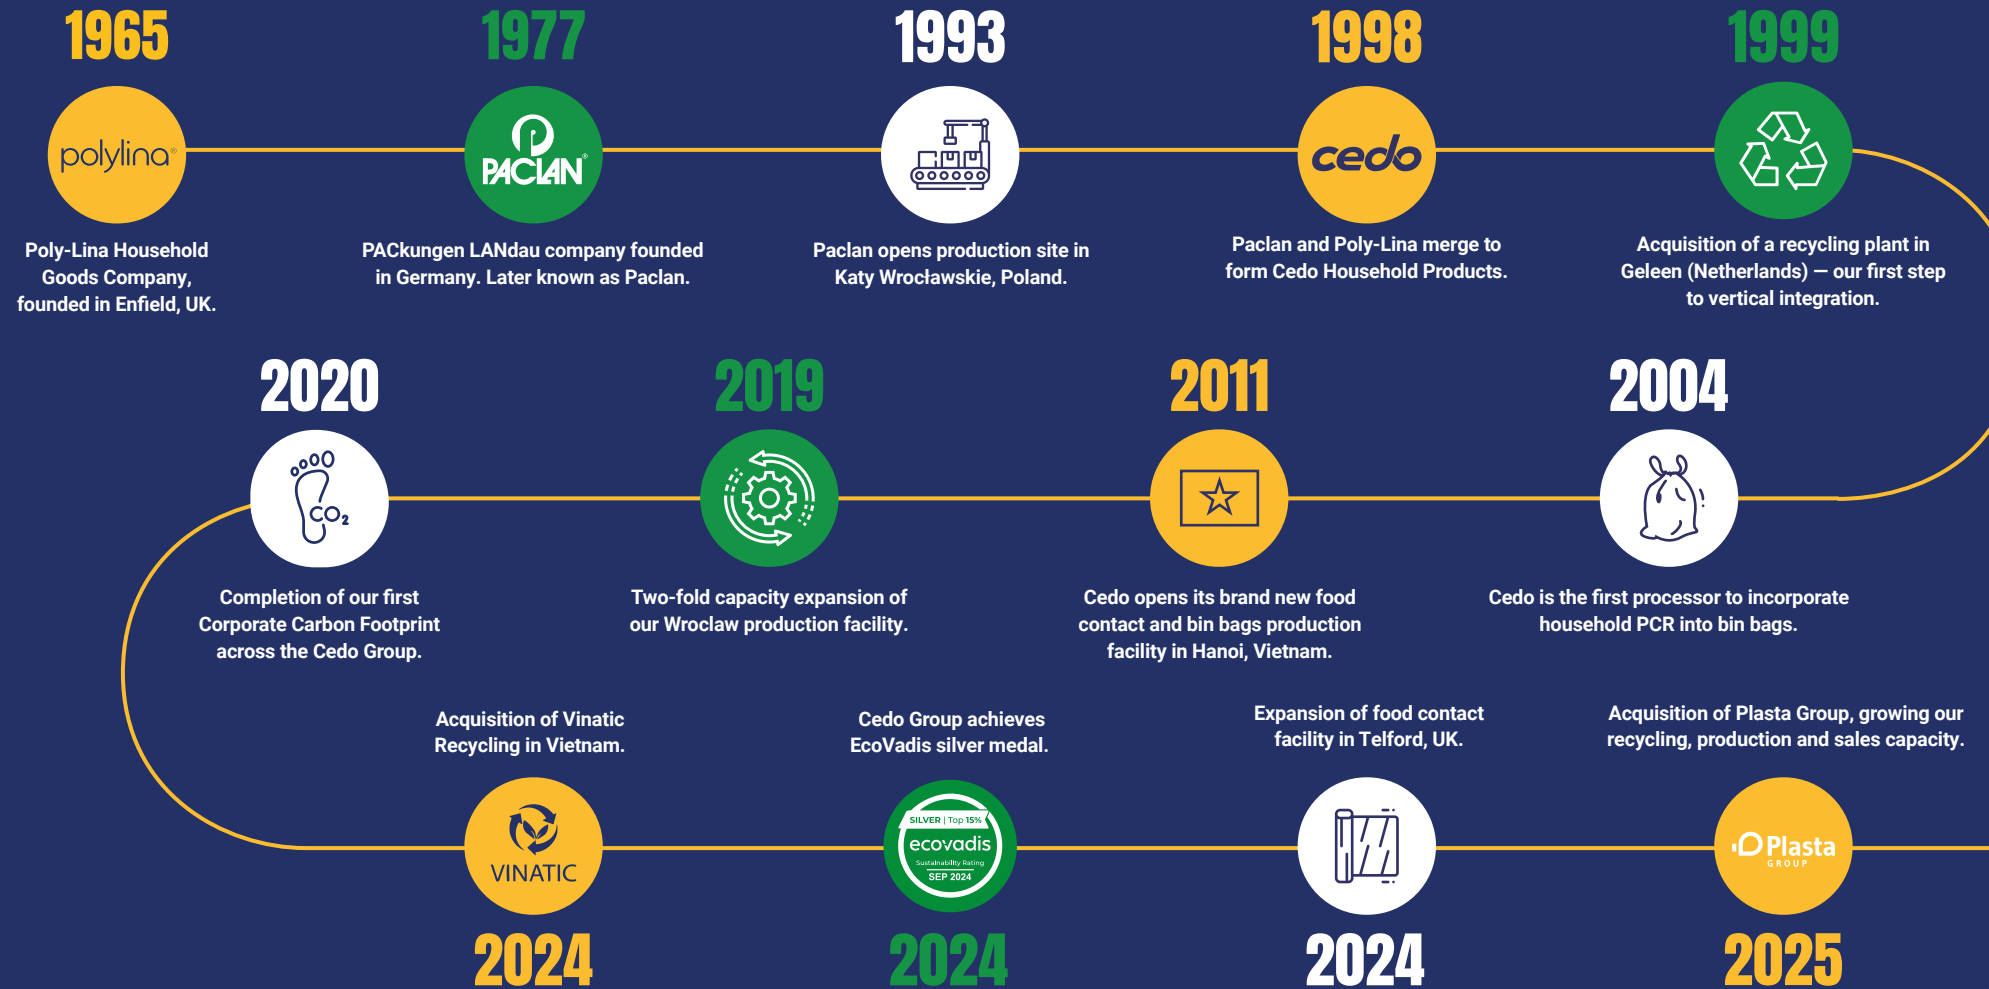 1965
polylina®
Poly-Lina Household
Goods Company,
founded in Enfield, UK.
1977
PACLAN®
PACkungen LANdau company founded
in Germany. Later known as Paclan.
1993
Paclan opens production site in
Katy Wrocławskie, Poland.
1998
cedo
Paclan and Poly-Lina merge to
form Cedo Household Products.
1999
Acquisition of a recycling plant in
Geleen (Netherlands) – our first step
to vertical integration.
2004
Cedo is the first processor to incorporate
household PCR into bin bags.
2011
Cedo opens its brand new food
contact and bin bags production
facility in Hanoi, Vietnam.
2019
Two-fold capacity expansion of
our Wroclaw production facility.
2020
CO₂
Completion of our first
Corporate Carbon Footprint
across the Cedo Group.
Acquisition of Vinatic
Recycling in Vietnam.
VINATIC
2024
Cedo Group achieves
EcoVadis silver medal.
SILVER | Top 15%
ecovadis
Sustainability Rating
SEP 2024
2024
Expansion of food contact
facility in Telford, UK.
2024
Acquisition of Plasta Group, growing our
recycling, production and sales capacity.
Plasta
GROUP
2025